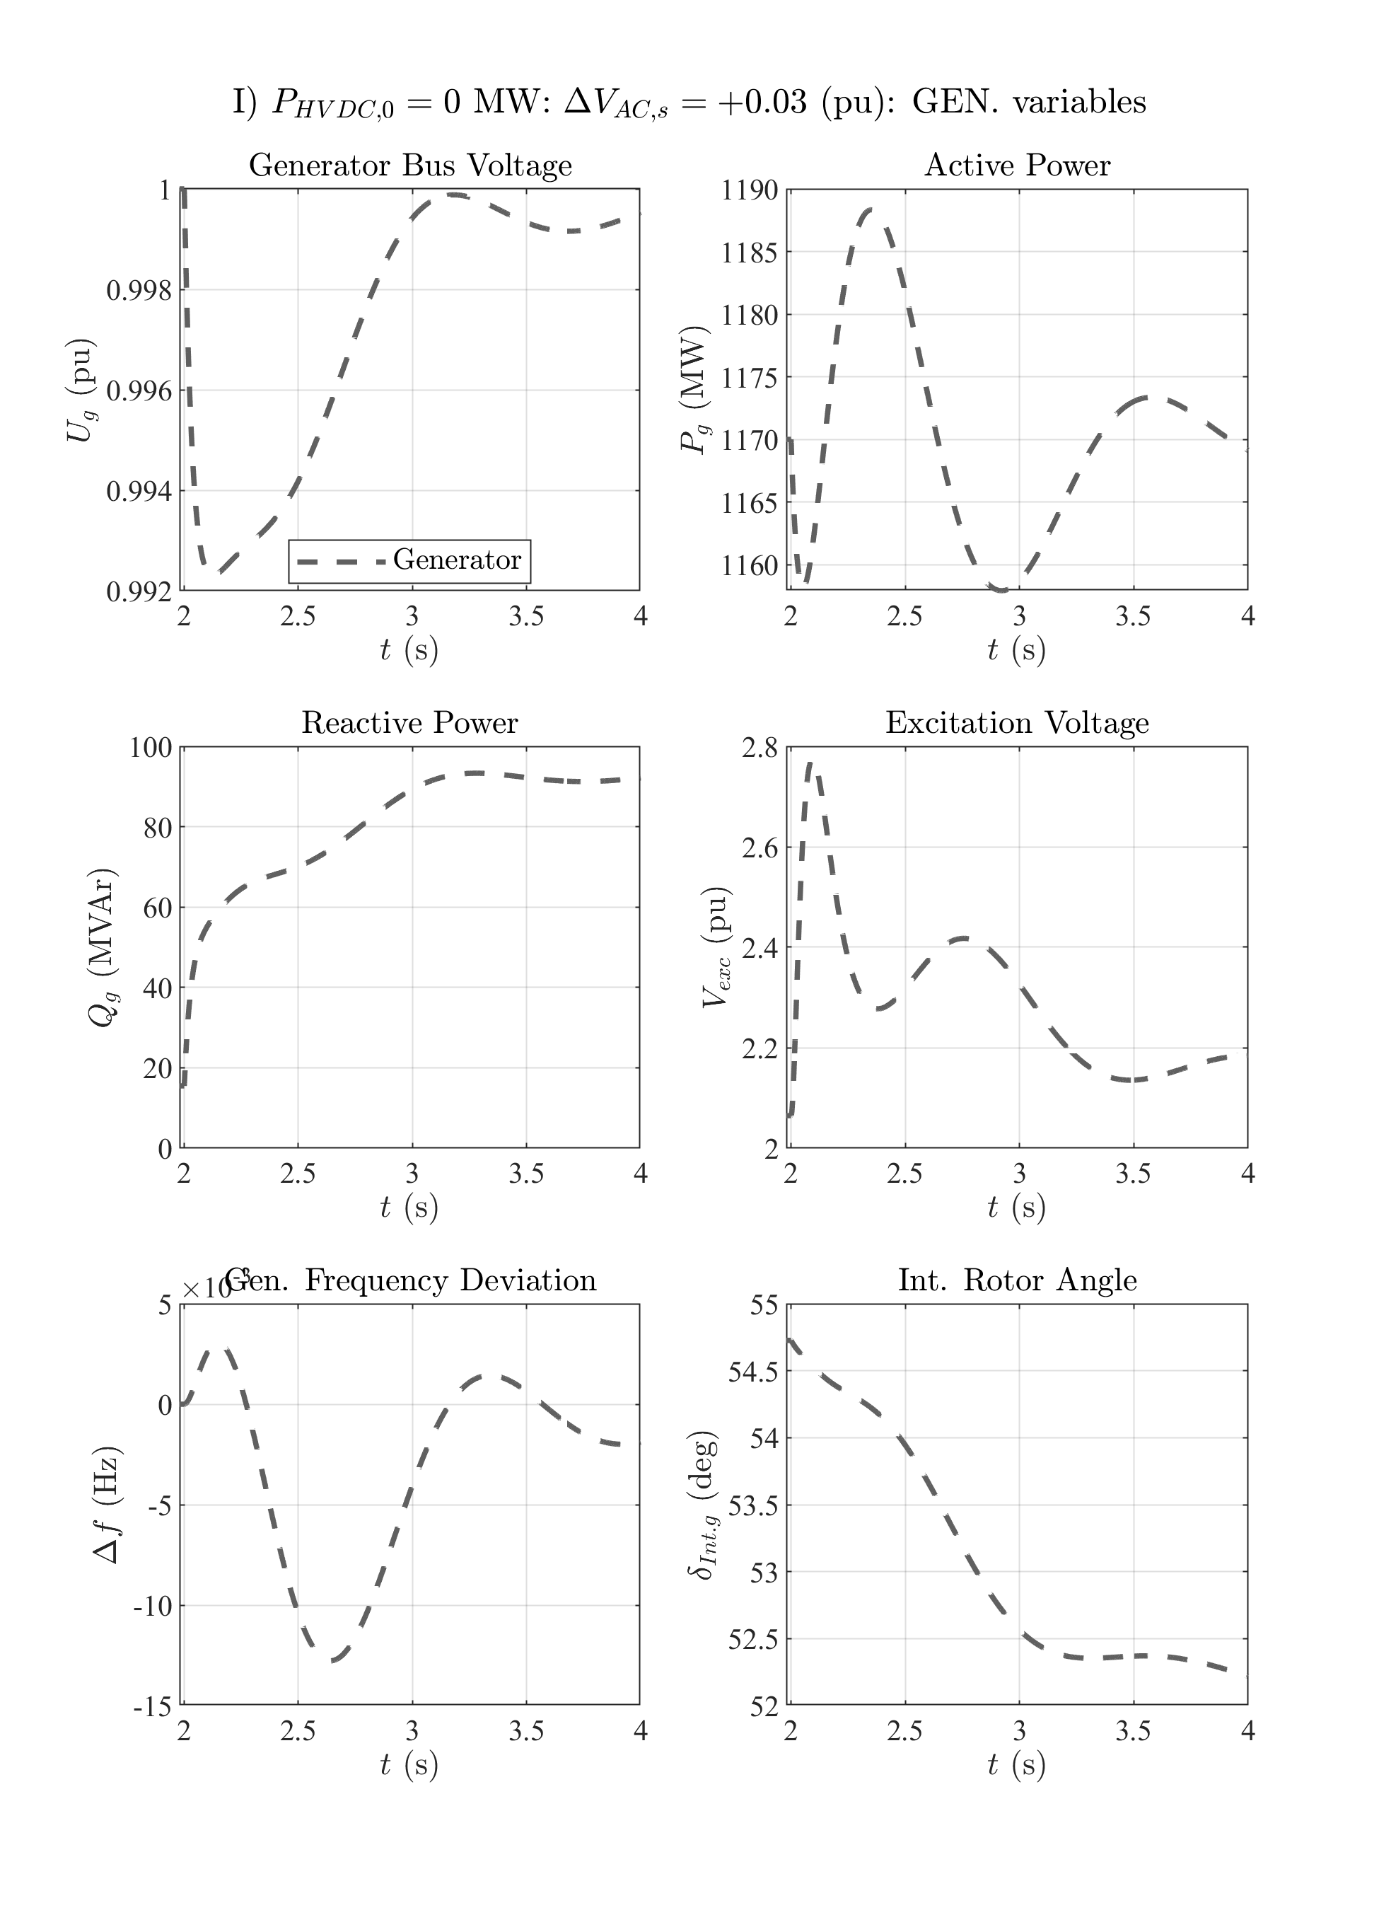 I) P_{HVDC,0} = 0 MW: ΔV_{AC,s} = +0.03 (pu): GEN. variables
Generator Bus Voltage
1
0.998
0.996
0.994
0.992
U_g (pu)
Generator
2 2.5 3 3.5 4
t (s)
Active Power
1190
1185
1180
1175
1170
1165
1160
P_g (MW)
2 2.5 3 3.5 4
t (s)
Reactive Power
100
80
60
40
20
0
Q_g (MVAr)
2 2.5 3 3.5 4
t (s)
Excitation Voltage
2.8
2.6
2.4
2.2
2
V_{exc} (pu)
2 2.5 3 3.5 4
t (s)
×10^{-3}
Gen. Frequency Deviation
5
0
-5
-10
-15
Δf (Hz)
2 2.5 3 3.5 4
t (s)
Int. Rotor Angle
55
54.5
54
53.5
53
52.5
52
δ_{Int.g} (deg)
2 2.5 3 3.5 4
t (s)